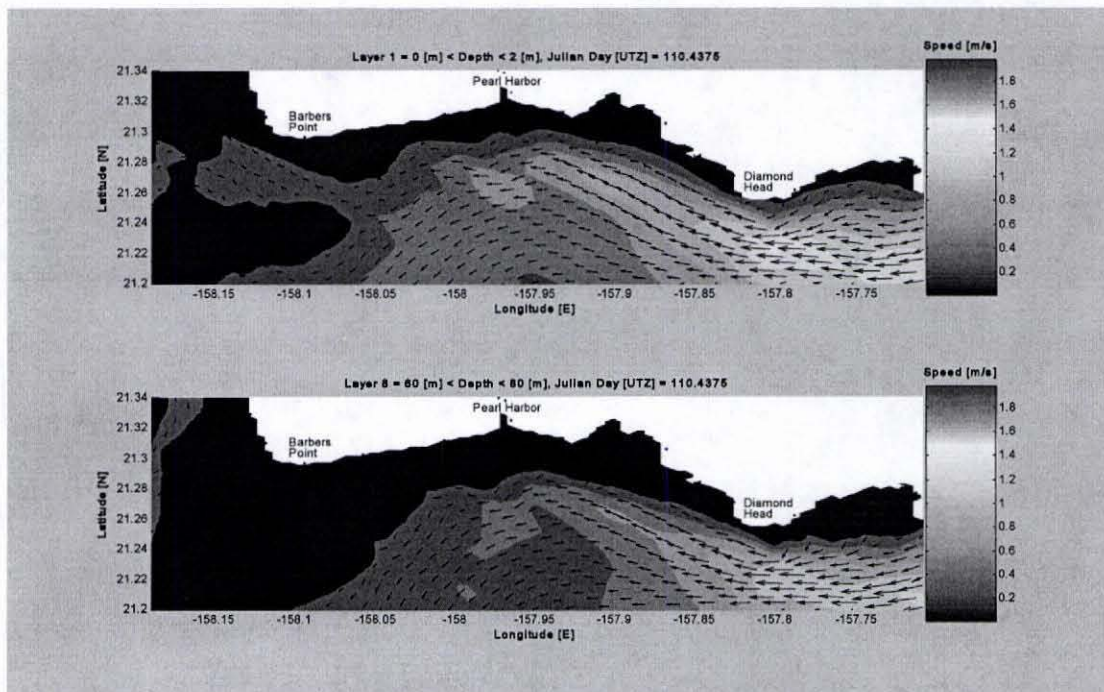 Layer 1 = 0 [m] < Depth < 2 [m], Julian Day [UTZ] = 110.4375
Speed [m/s]
Pearl Harbor
Barbers
Point
Diamond
Head
Latitude [N]
21.34
21.32
21.3
21.28
21.26
21.24
21.22
21.2
-158.15
-158.1
-158.05
-158
-157.95
-157.9
-157.85
-157.8
-157.75
Longitude [E]
1.8
1.6
1.4
1.2
1
0.8
0.6
0.4
0.2
Layer 8 = 60 [m] < Depth < 80 [m], Julian Day [UTZ] = 110.4375
Speed [m/s]
Pearl Harbor
Barbers
Point
Diamond
Head
Latitude [N]
21.34
21.32
21.3
21.28
21.26
21.24
21.22
21.2
-158.15
-158.1
-158.05
-158
-157.95
-157.9
-157.85
-157.8
-157.75
Longitude [E]
1.8
1.6
1.4
1.2
1
0.8
0.6
0.4
0.2